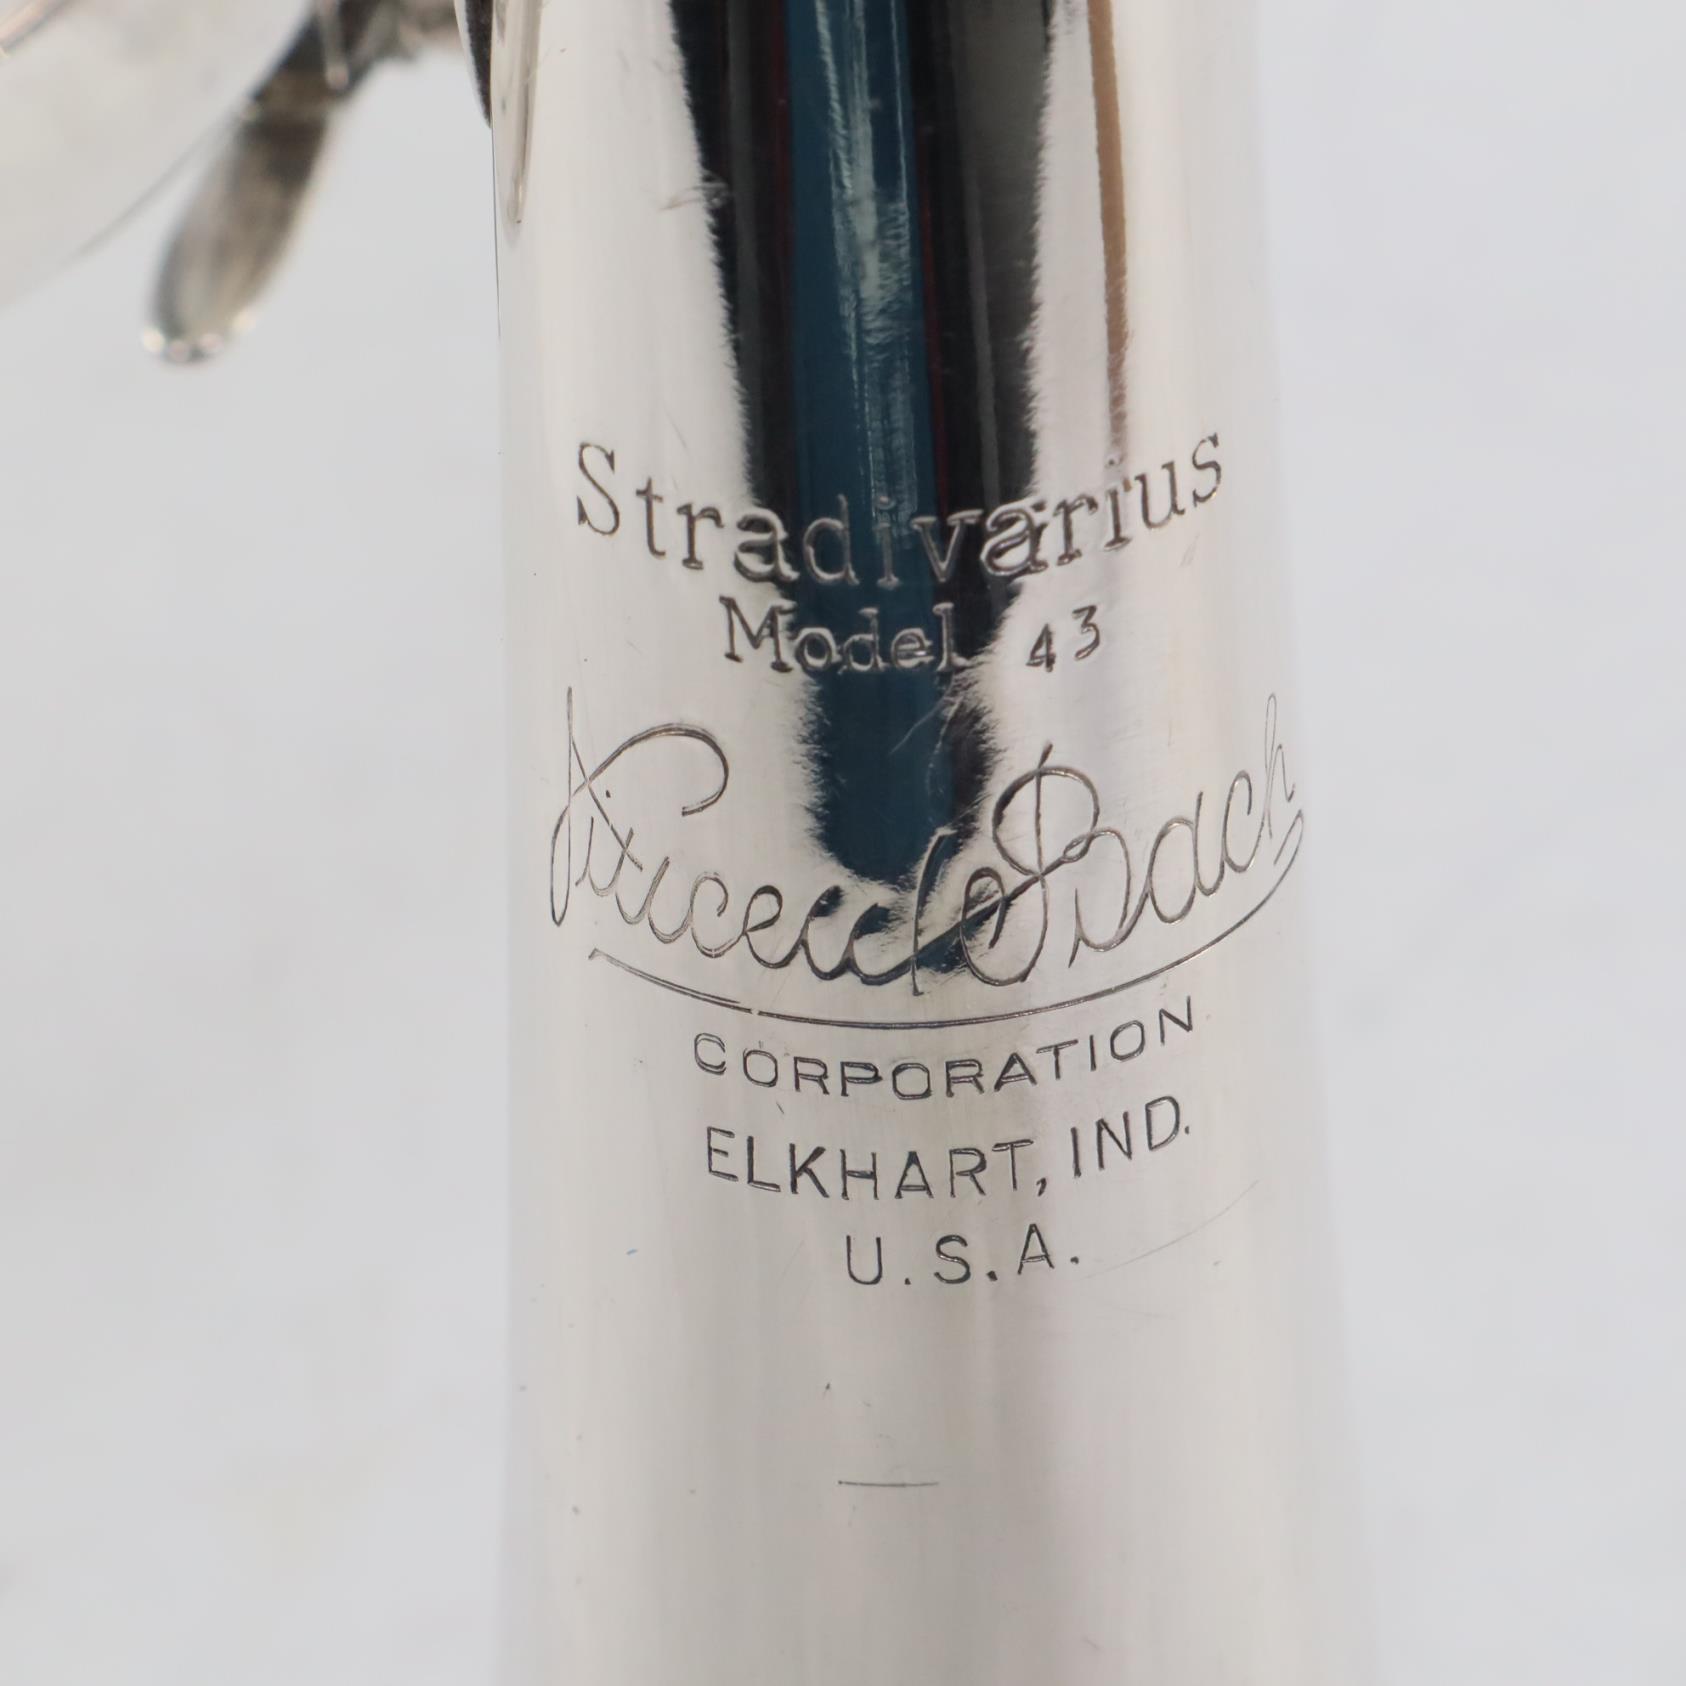 Stradivarius
Model 43
Vincent Bach
CORPORATION
ELKHART, IND.
U.S.A.